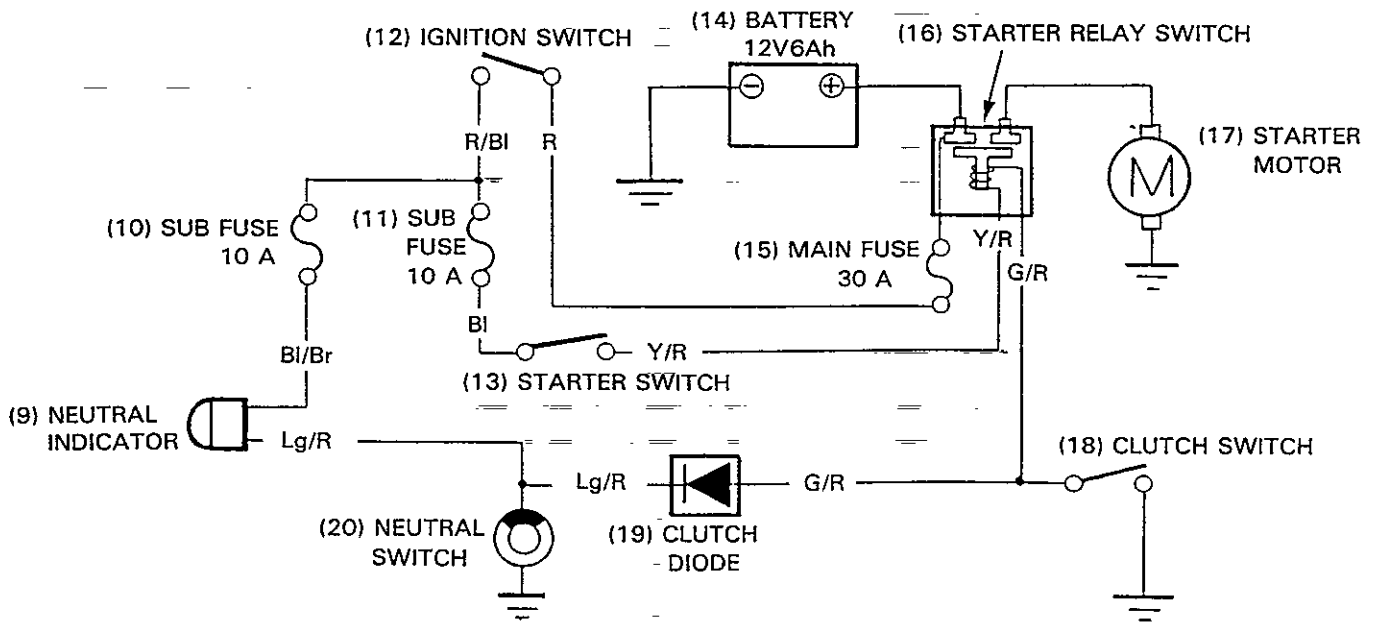 (12) IGNITION SWITCH
(14) BATTERY
12V6Ah
(16) STARTER RELAY SWITCH
R/Bl
R
(17) STARTER
MOTOR
(10) SUB FUSE
10 A
(11) SUB
FUSE
10 A
(15) MAIN FUSE
30 A
Y/R
G/R
M
Bl
Bl/Br
Y/R
(13) STARTER SWITCH
(9) NEUTRAL
INDICATOR
Lg/R
(18) CLUTCH SWITCH
Lg/R
G/R
(20) NEUTRAL
SWITCH
(19) CLUTCH
DIODE